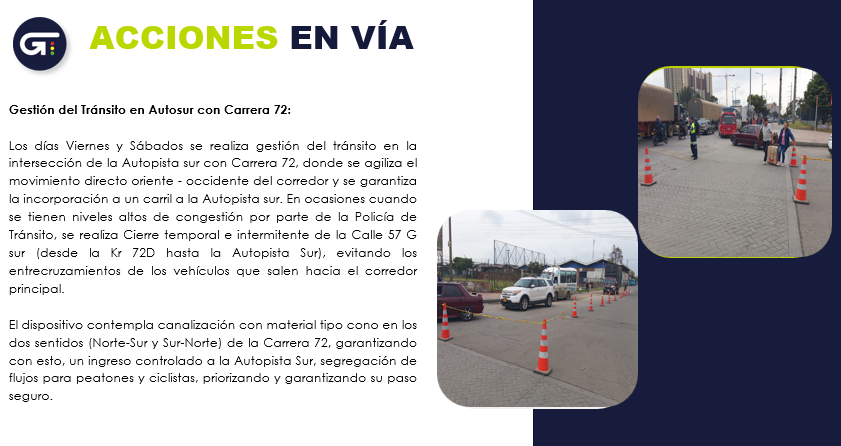 G
ACCIONES EN VÍA
Gestión del Tránsito en Autosur con Carrera 72:
Los días Viernes y Sábados se realiza gestión del tránsito en la
intersección de la Autopista sur con Carrera 72, donde se agiliza el
movimiento directo oriente - occidente del corredor y se garantiza
la incorporación a un carril a la Autopista sur. En ocasiones cuando
se tienen niveles altos de congestión por parte de la Policía de
Tránsito, se realiza Cierre temporal e intermitente de la Calle 57 G
sur (desde la Kr 72D hasta la Autopista Sur), evitando los
entrecruzamientos de los vehículos que salen hacia el corredor
principal.
El dispositivo contempla canalización con material tipo cono en los
dos sentidos (Norte-Sur y Sur-Norte) de la Carrera 72, garantizando
con esto, un ingreso controlado a la Autopista Sur, segregación de
flujos para peatones y ciclistas, priorizando y garantizando su paso
seguro.